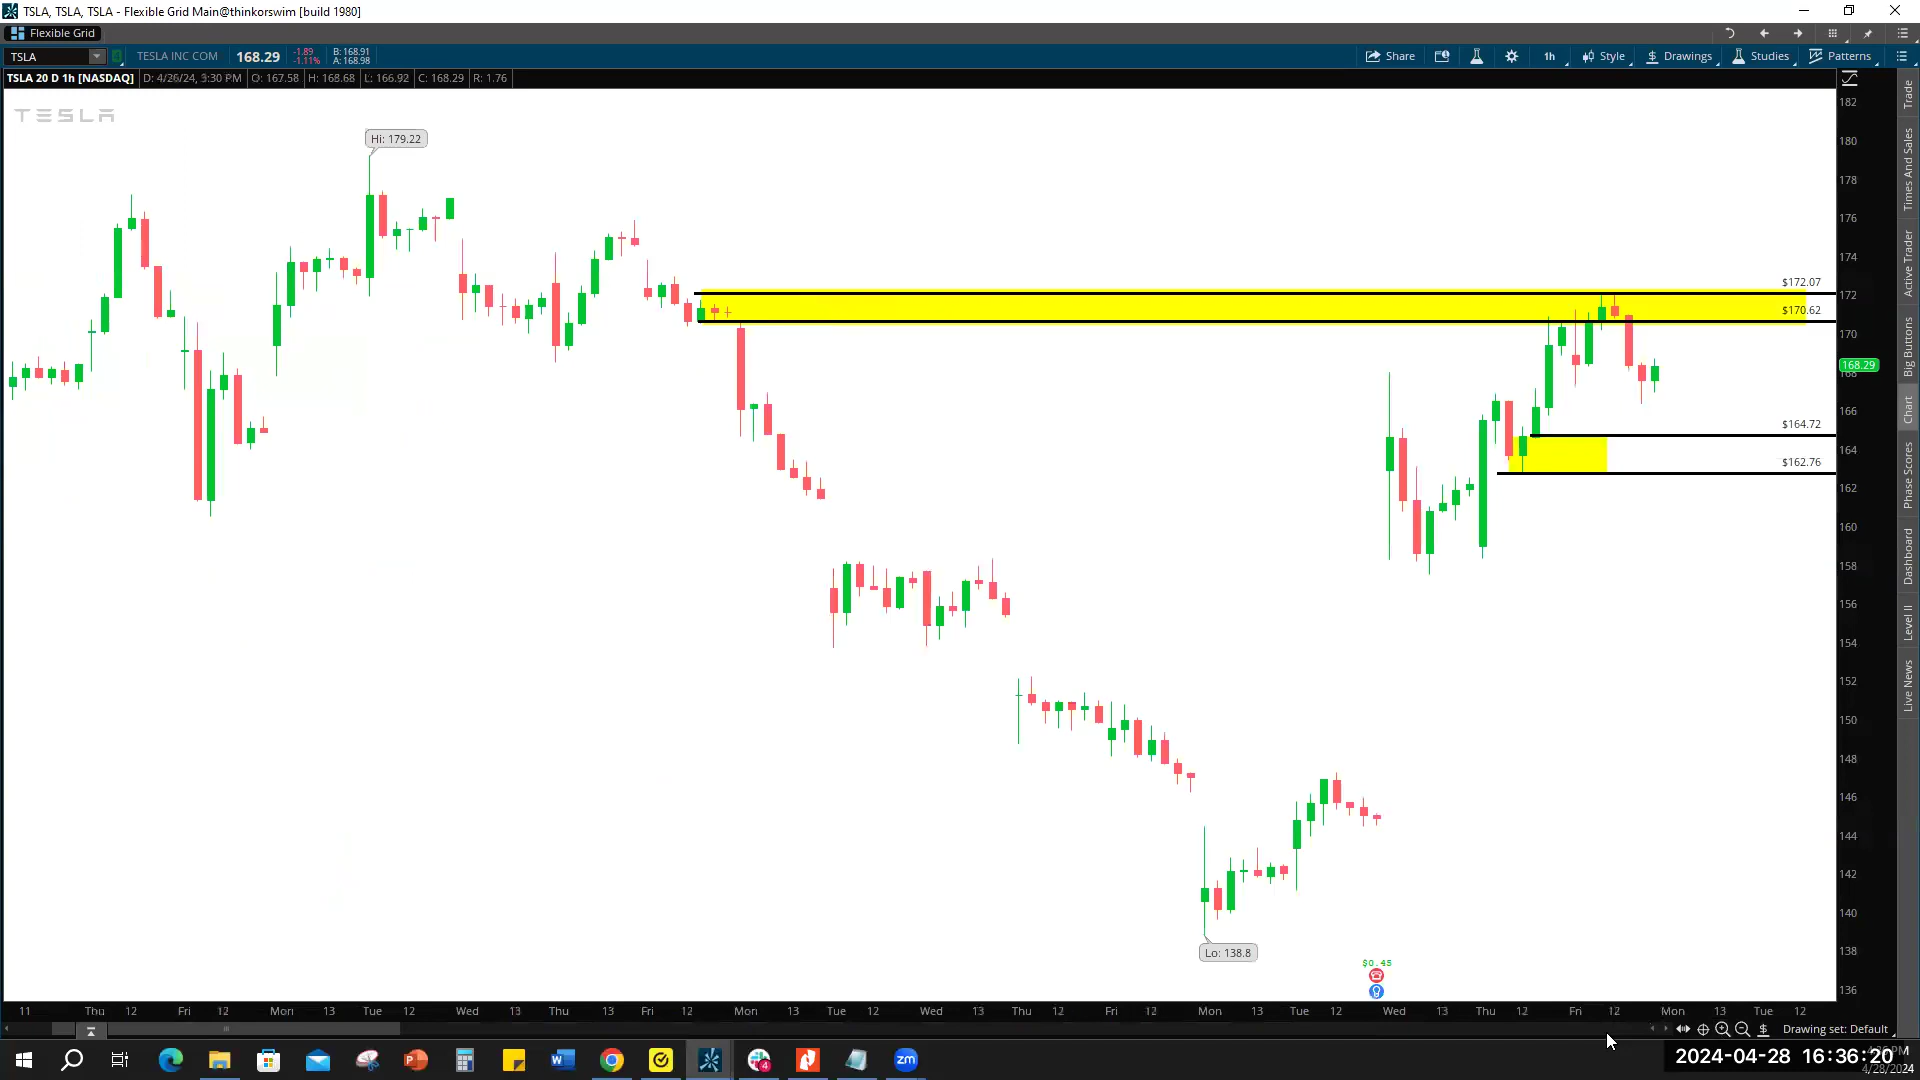 TSLA, TSLA, TSLA - Flexible Grid Main@thinkorswim [build 1980]
Flexible Grid
TSLA TESLA INC COM 168.29 -1.89 -1.11% B: 168.91 A: 168.98 Share 1h Style Drawings Studies Patterns
TSLA 20 D 1h [NASDAQ] D: 4/26/24, 3:30 PM O: 167.58 H: 168.68 L: 166.92 C: 168.29 R: 1.76
TESLA
Hi: 179.22
$172.07
$170.62
$164.72
$162.76
Lo: 138.8
$0.45
182
180
178
176
174
172
170
168.29
168
166
164
162
160
158
156
154
152
150
148
146
144
142
140
138
136
Trade
Times And Sales
Active Trader
Big Buttons
Chart
Phase Scores
Dashboard
Level II
Live News
11 Thu 12 Fri 12 Mon 13 Tue 12 Wed 13 Thu 13 Fri 12 Mon 13 Tue 12 Wed 13 Thu 12 Fri 12 Mon 13 Tue 12 Wed 13 Thu 12 Fri 12 Mon 13 Tue 12
Drawing set: Default
2024-04-28 16:36:20
4/28/2024